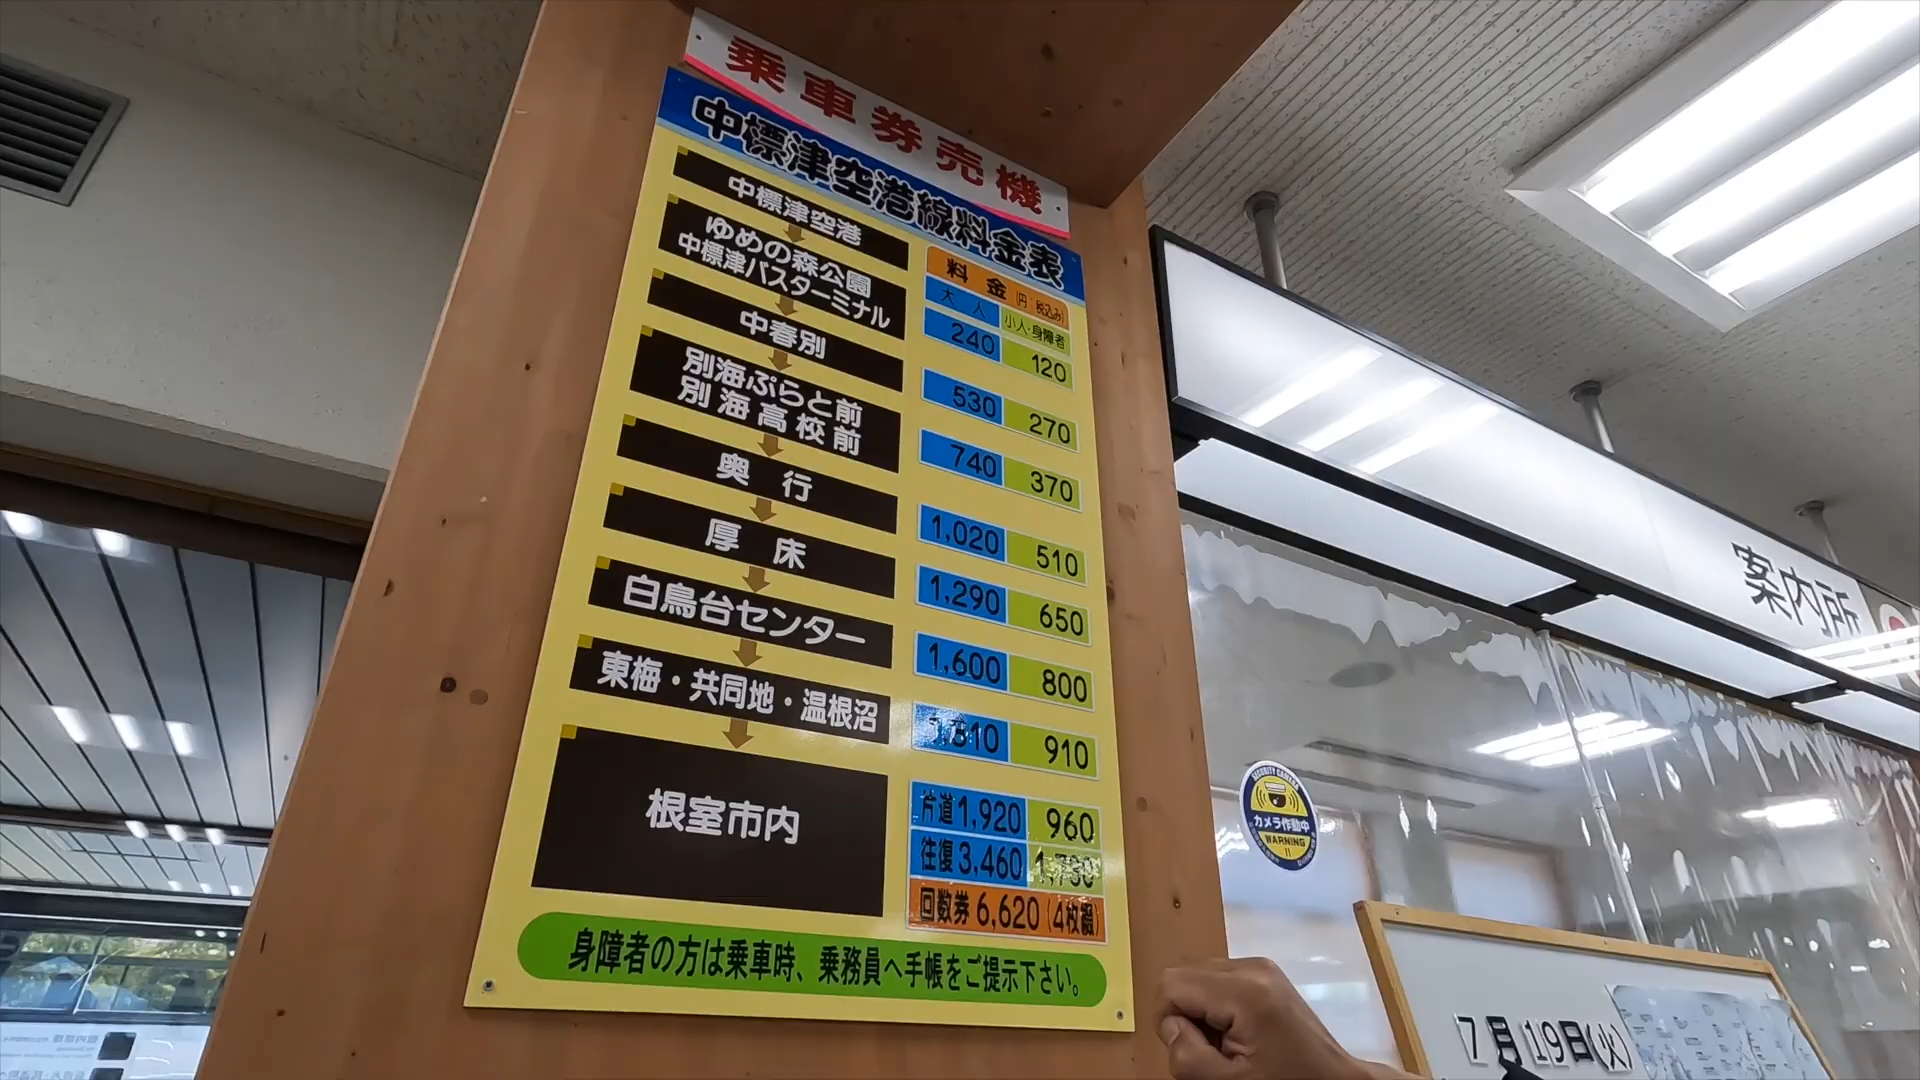 乗車券売機
中標津空港線料金表
中標津空港
料金(円:税込み)
大人 小人・身障者
ゆめの森公園
中標津バスターミナル
240 120
中春別
530 270
別海ぷらと前
別海高校前
740 370
奥行
1,020 510
厚床
1,290 650
白鳥台センター
1,600 800
東梅・共同地・温根沼
1,810 910
根室市内
片道1,920 960
往復3,460 1,730
回数券 6,620 (4枚綴)
身障者の方は乗車時、乗務員へ手帳をご提示下さい。
案内所
SECURITY CAMERA
カメラ作動中
WARNING
!!
7月19日(火)